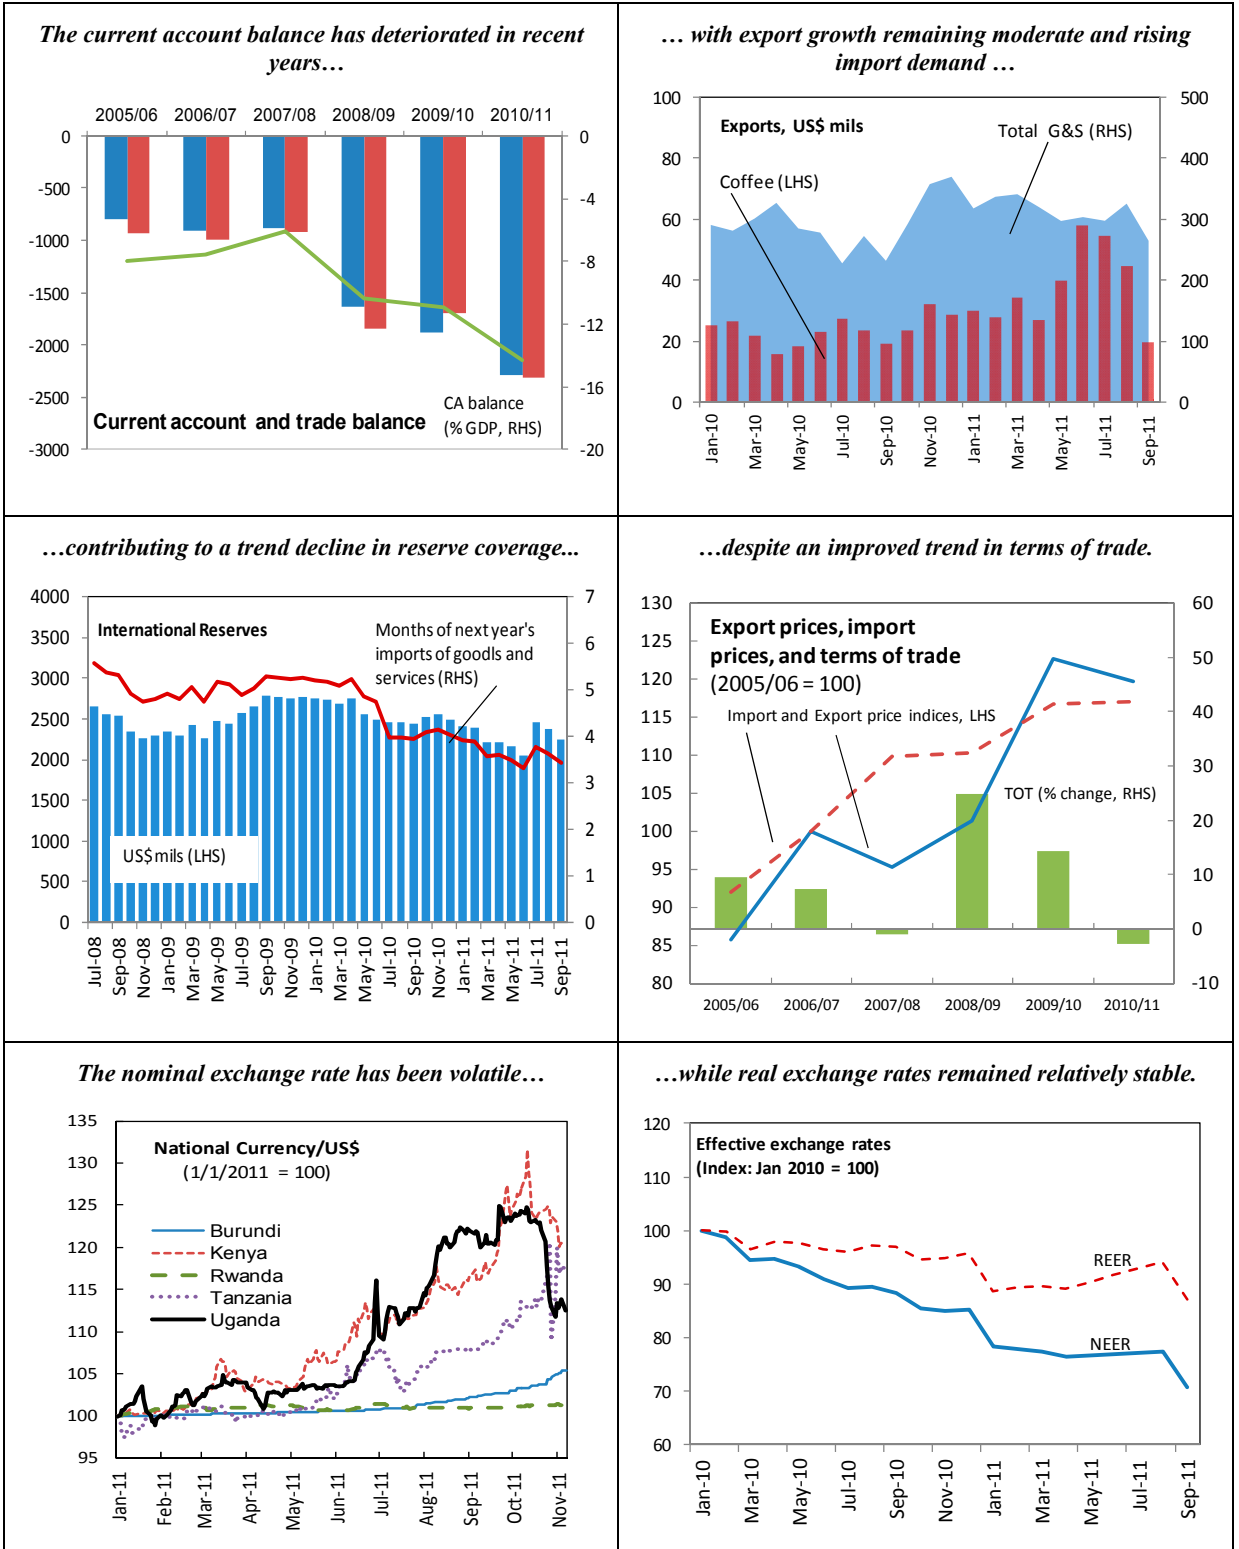 The current account balance has deteriorated in recent
years…
2005/06 2006/07 2007/08 2008/09 2009/10 2010/11
0
-500
-1000
-1500
-2000
-2500
-3000
0
-4
-8
-12
-16
-20
CA balance
(% GDP, RHS)
Current account and trade balance
… with export growth remaining moderate and rising
import demand …
100
80
60
40
20
0
500
400
300
200
100
0
Exports, US$ mils
Total G&S (RHS)
Coffee (LHS)
Jan-10
Mar-10
May-10
Jul-10
Sep-10
Nov-10
Jan-11
Mar-11
May-11
Jul-11
Sep-11
…contributing to a trend decline in reserve coverage...
4000
3500
3000
2500
2000
1500
1000
500
0
7
6
5
4
3
2
1
0
International Reserves
Months of next year's
imports of goodls and
services (RHS)
US$ mils (LHS)
Jul-08
Sep-08
Nov-08
Jan-09
Mar-09
May-09
Jul-09
Sep-09
Nov-09
Jan-10
Mar-10
May-10
Jul-10
Sep-10
Nov-10
Jan-11
Mar-11
May-11
Jul-11
Sep-11
…despite an improved trend in terms of trade.
130
125
120
115
110
105
100
95
90
85
80
60
50
40
30
20
10
0
-10
Export prices, import
prices, and terms of trade
(2005/06 = 100)
Import and Export price indices, LHS
TOT (% change, RHS)
2005/06 2006/07 2007/08 2008/09 2009/10 2010/11
The nominal exchange rate has been volatile…
135
130
125
120
115
110
105
100
95
National Currency/US$
(1/1/2011 = 100)
Burundi
Kenya
Rwanda
Tanzania
Uganda
Jan-11
Feb-11
Mar-11
Apr-11
May-11
Jun-11
Jul-11
Aug-11
Sep-11
Oct-11
Nov-11
…while real exchange rates remained relatively stable.
120
110
100
90
80
70
60
Effective exchange rates
(Index: Jan 2010 = 100)
REER
NEER
Jan-10
Mar-10
May-10
Jul-10
Sep-10
Nov-10
Jan-11
Mar-11
May-11
Jul-11
Sep-11